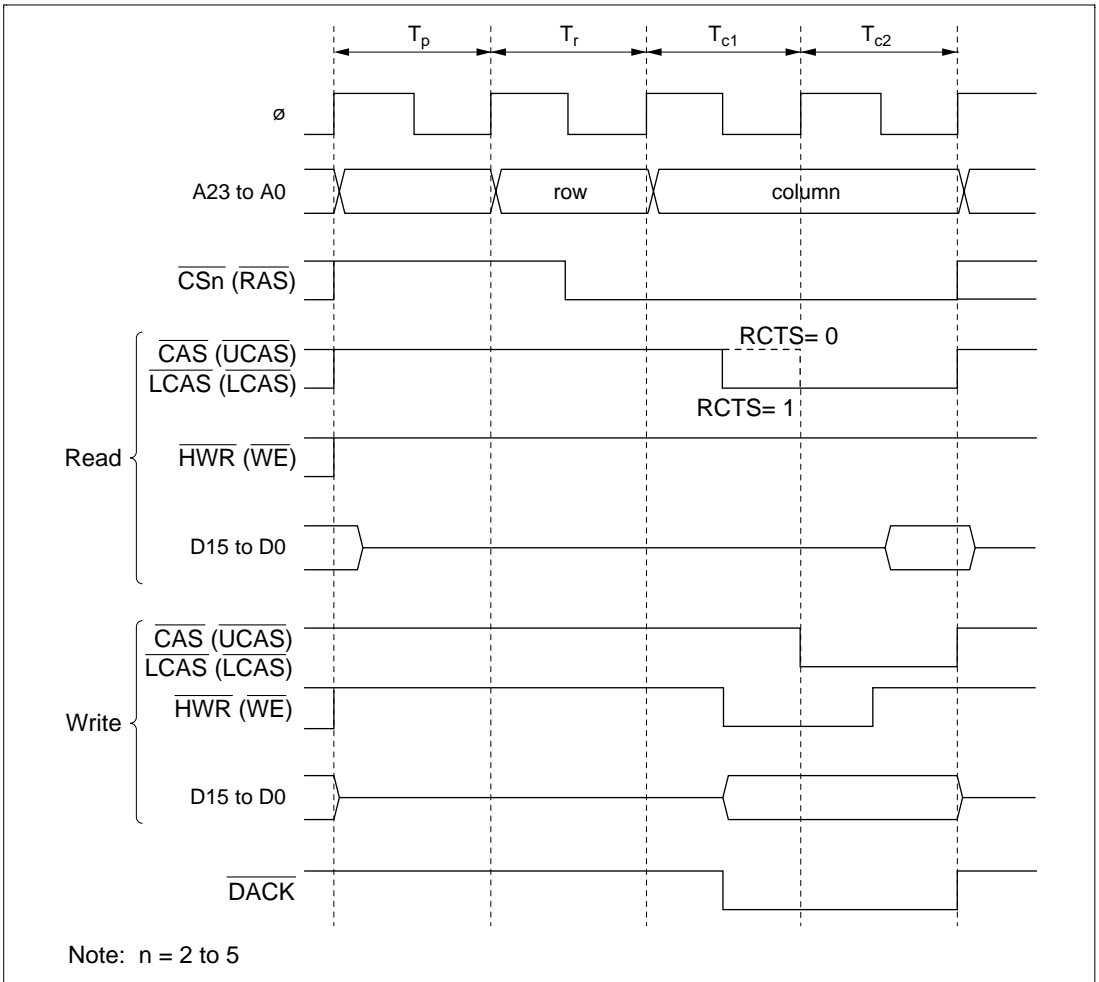 Tp Tr Tc1 Tc2
ø
A23 to A0 row column
CSn (RAS)
RCTS= 0
CAS (UCAS)
LCAS (LCAS)
RCTS= 1
Read HWR (WE)
D15 to D0
CAS (UCAS)
LCAS (LCAS)
Write HWR (WE)
D15 to D0
DACK
Note: n = 2 to 5